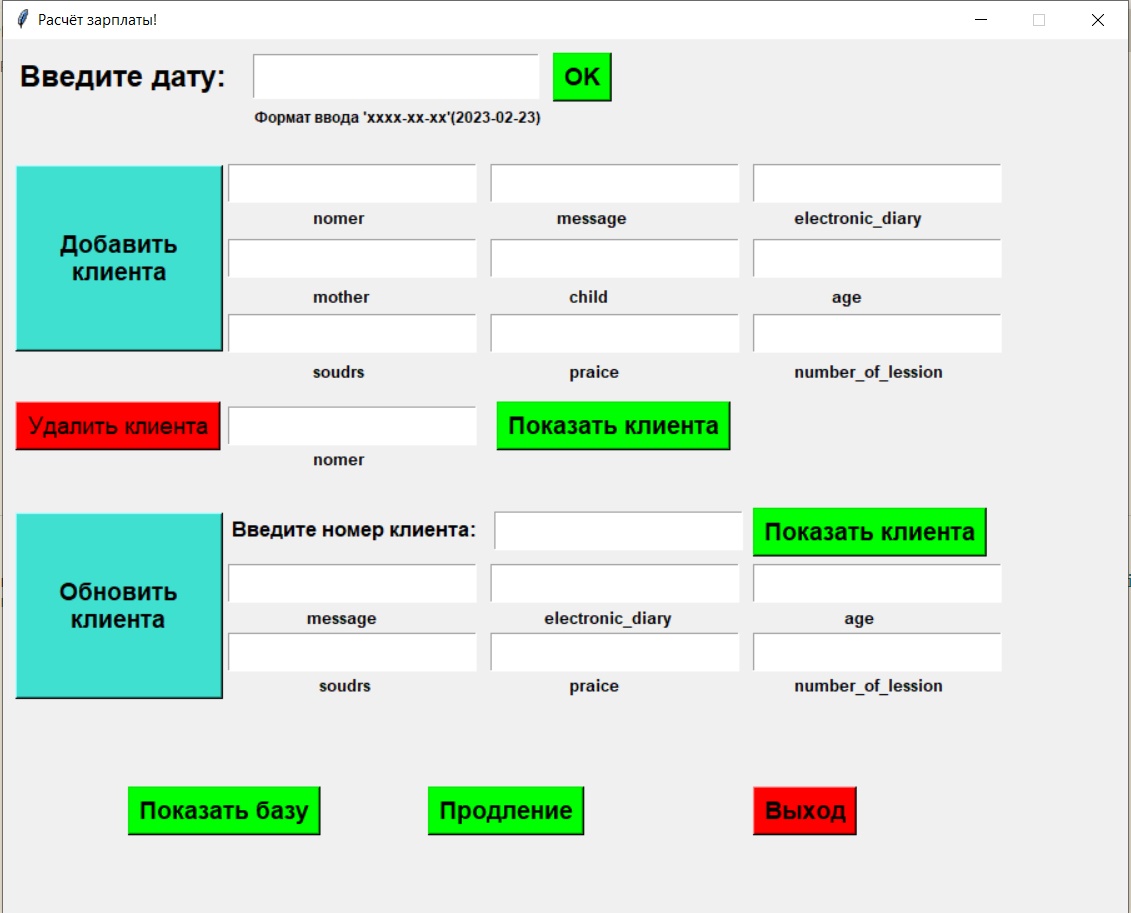 Расчёт зарплаты!
Введите дату:
OK
Формат ввода 'xxxx-xx-xx'(2023-02-23)
Добавить
клиента
nomer
message
electronic_diary
mother
child
age
soudrs
praice
number_of_lession
Удалить клиента
Показать клиента
nomer
Обновить
клиента
Введите номер клиента:
Показать клиента
message
electronic_diary
age
soudrs
praice
number_of_lession
Показать базу
Продление
Выход